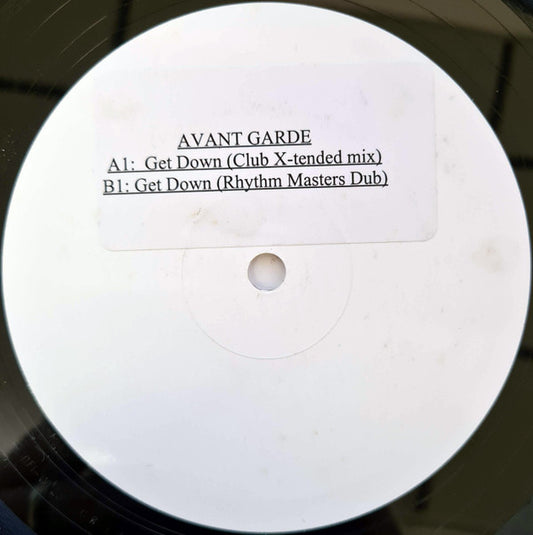 AVANT GARDE
A1: Get Down (Club X-tended mix)
B1: Get Down (Rhythm Masters Dub)